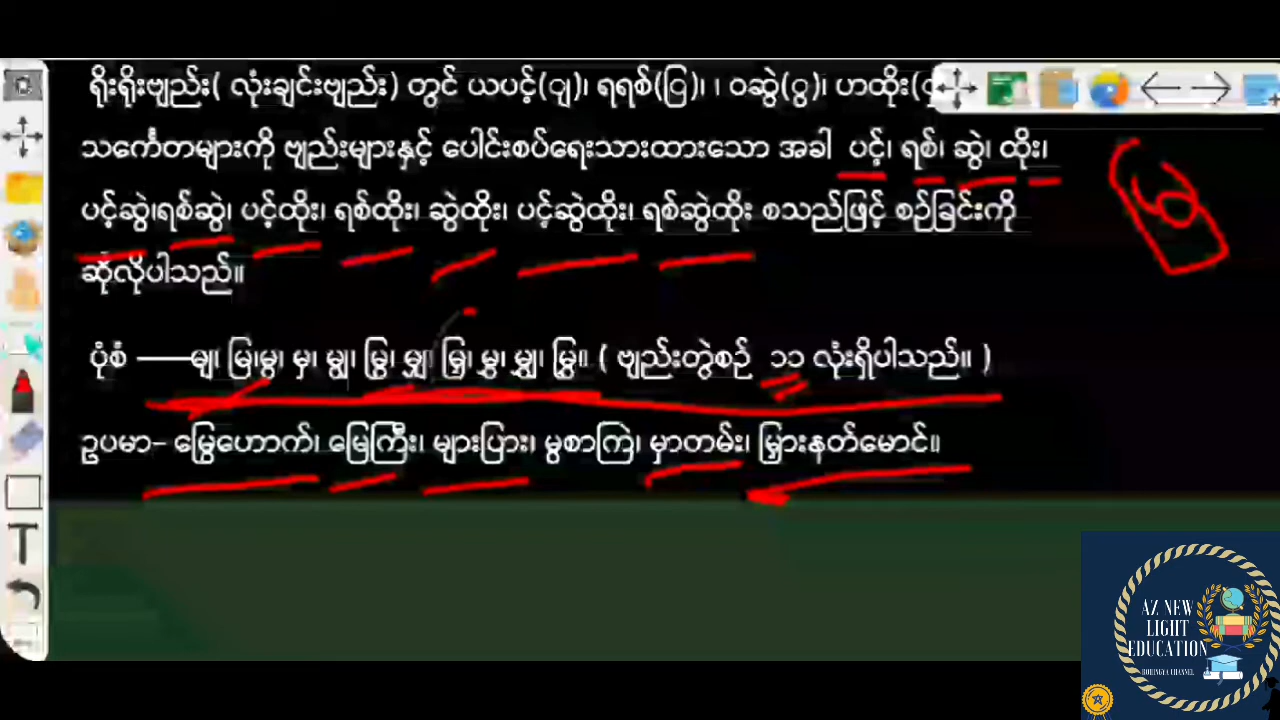 ရိုးရိုးဗျည်း( လုံးချင်းဗျည်း) တွင် ယပင့်(ျ)၊ ရရစ်(ြ)၊ ၊ ဝဆွဲ(ွ)၊ ဟထိုး(
သင်္ကေတများကို ဗျည်းများနှင့် ပေါင်းစပ်ရေးသားထားသော အခါ ပင့်၊ ရစ်၊ ဆွဲ၊ ထိုး၊
ပင့်ဆွဲ၊ရစ်ဆွဲ၊ ပင့်ထိုး၊ ရစ်ထိုး၊ ဆွဲထိုး၊ ပင့်ဆွဲထိုး၊ ရစ်ဆွဲထိုး စသည်ဖြင့် စဉ်ခြင်းကို
ဆိုလိုပါသည်။
ပုံစံ ——မျ၊ မြ၊မွ၊ မှ၊ မျွ၊ မြွ၊ မျှ၊ မြှ၊ မွှ၊ မျွှ၊ မြွှ။ ( ဗျည်းတွဲစဉ် ၁၁ လုံးရှိပါသည်။ )
ဥပမာ– မြွေဟောက်၊ မြေကြီး၊ များပြား၊ မွစာကြဲ၊ မှာတမ်း၊ မြှားနတ်မောင်။
AZ NEW
LIGHT
EDUCATION
ROHINGYA CHANNEL